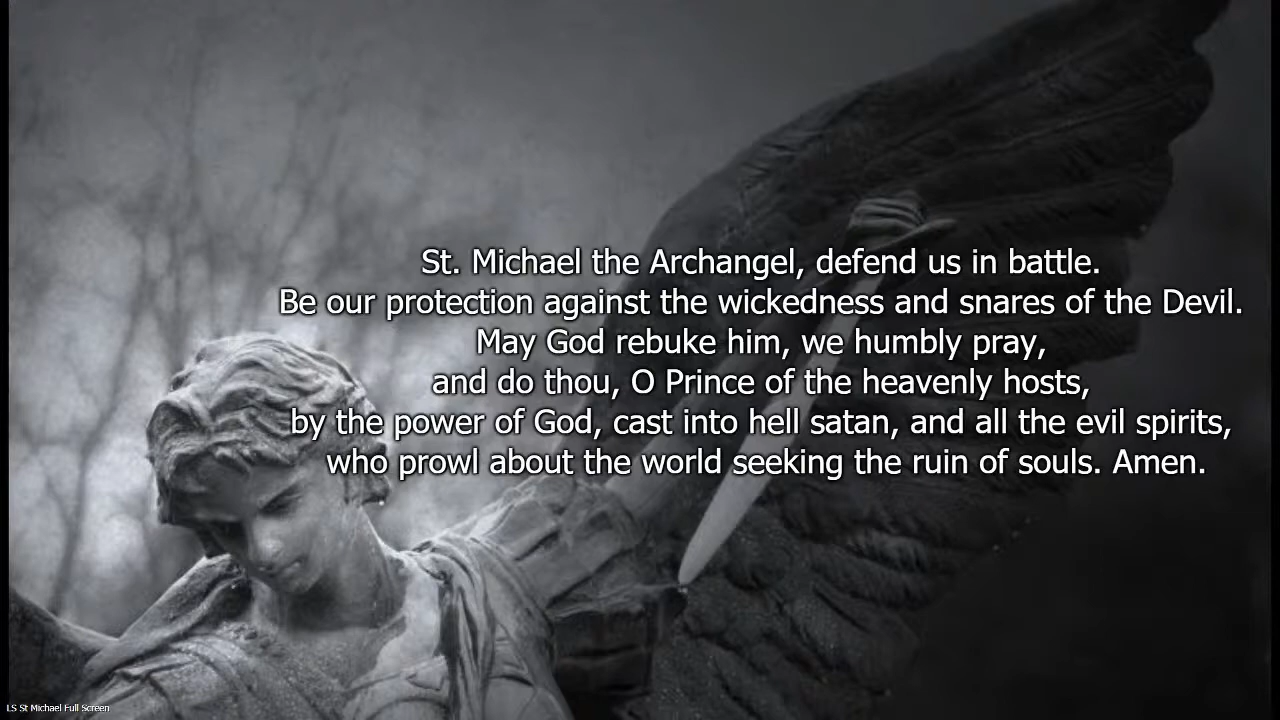 St. Michael the Archangel, defend us in battle.
Be our protection against the wickedness and snares of the Devil.
May God rebuke him, we humbly pray,
and do thou, O Prince of the heavenly hosts,
by the power of God, cast into hell satan, and all the evil spirits,
who prowl about the world seeking the ruin of souls. Amen.
LS St Michael Full Screen